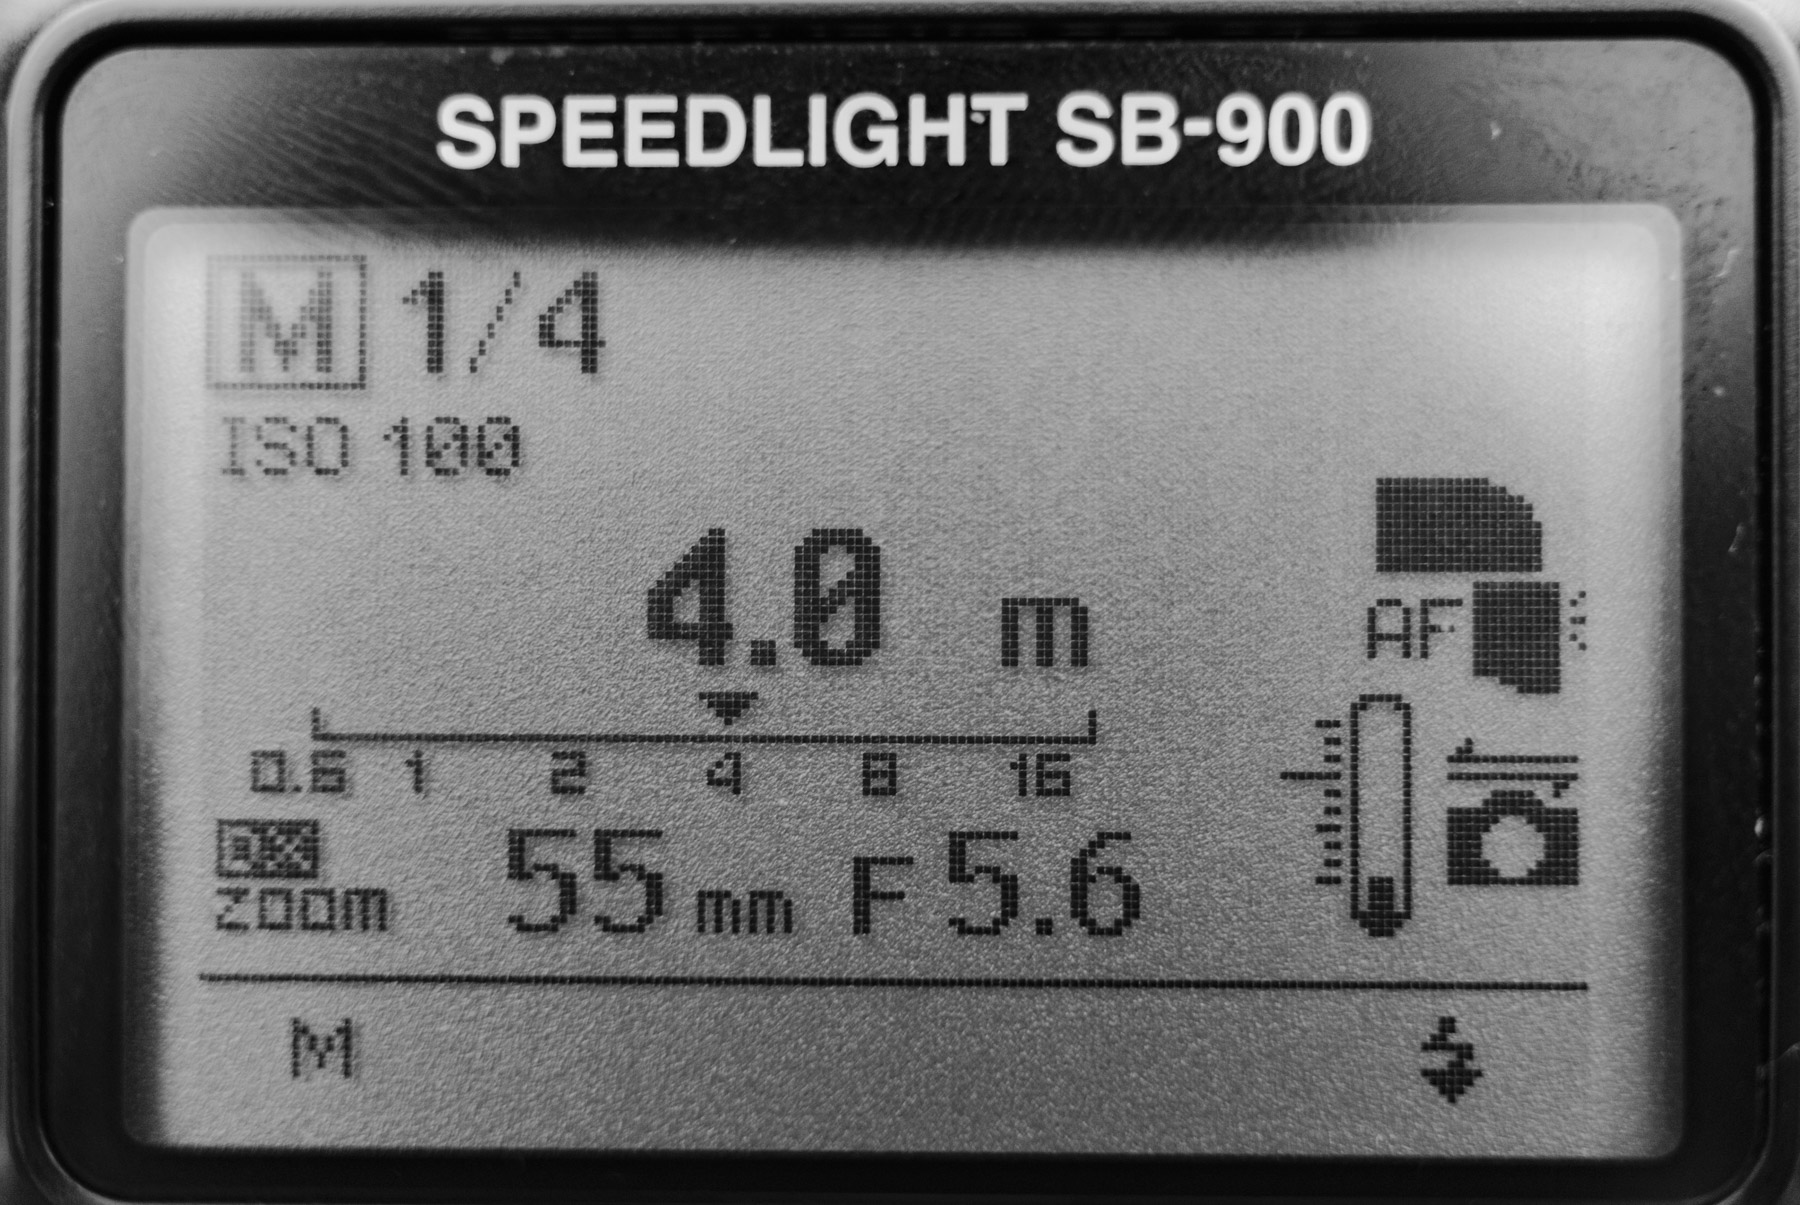 SPEEDLIGHT SB-900
M 1/4
ISO 100
4.0 m
AF
0.6 1 2 4 8 16
zoom 55 mm F 5.6
M